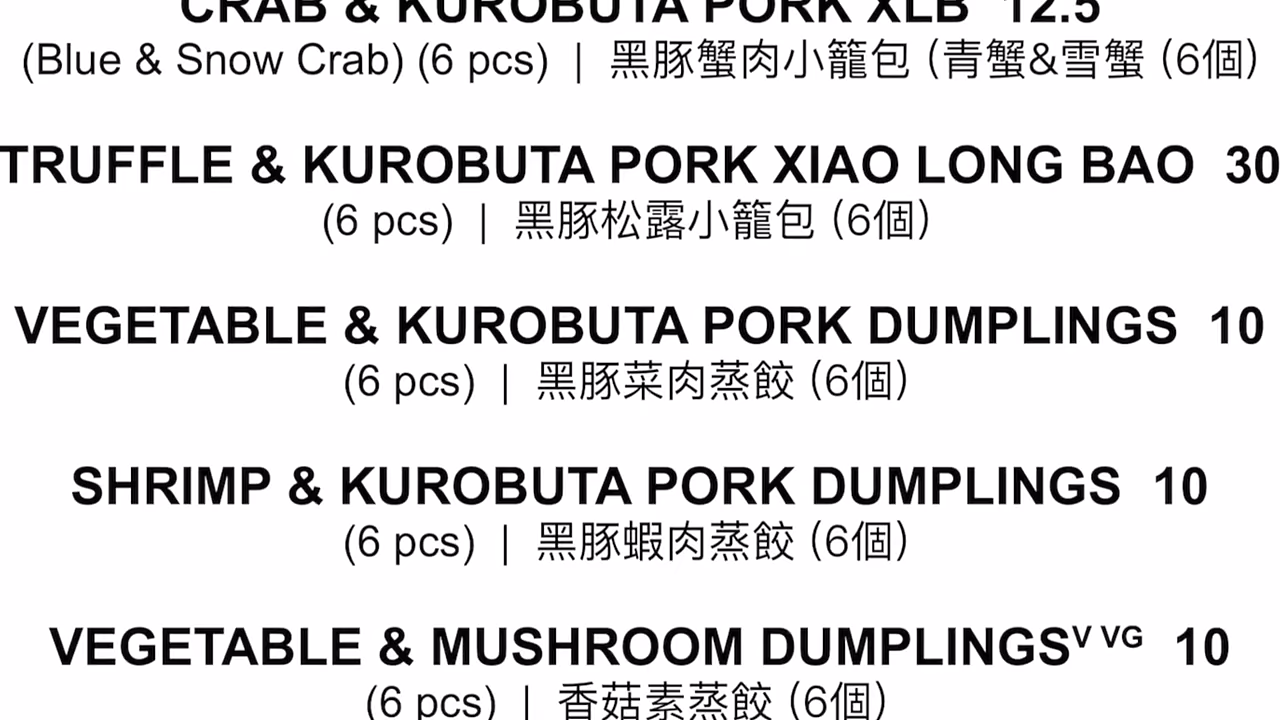 CRAB & KUROBUTA PORK XLB 12.5
(Blue & Snow Crab) (6 pcs) | 黑豚蟹肉小籠包 (青蟹&雪蟹 (6個)
TRUFFLE & KUROBUTA PORK XIAO LONG BAO 30
(6 pcs) | 黑豚松露小籠包 (6個)
VEGETABLE & KUROBUTA PORK DUMPLINGS 10
(6 pcs) | 黑豚菜肉蒸餃 (6個)
SHRIMP & KUROBUTA PORK DUMPLINGS 10
(6 pcs) | 黑豚蝦肉蒸餃 (6個)
VEGETABLE & MUSHROOM DUMPLINGS V VG 10
(6 pcs) | 香菇素蒸餃 (6個)